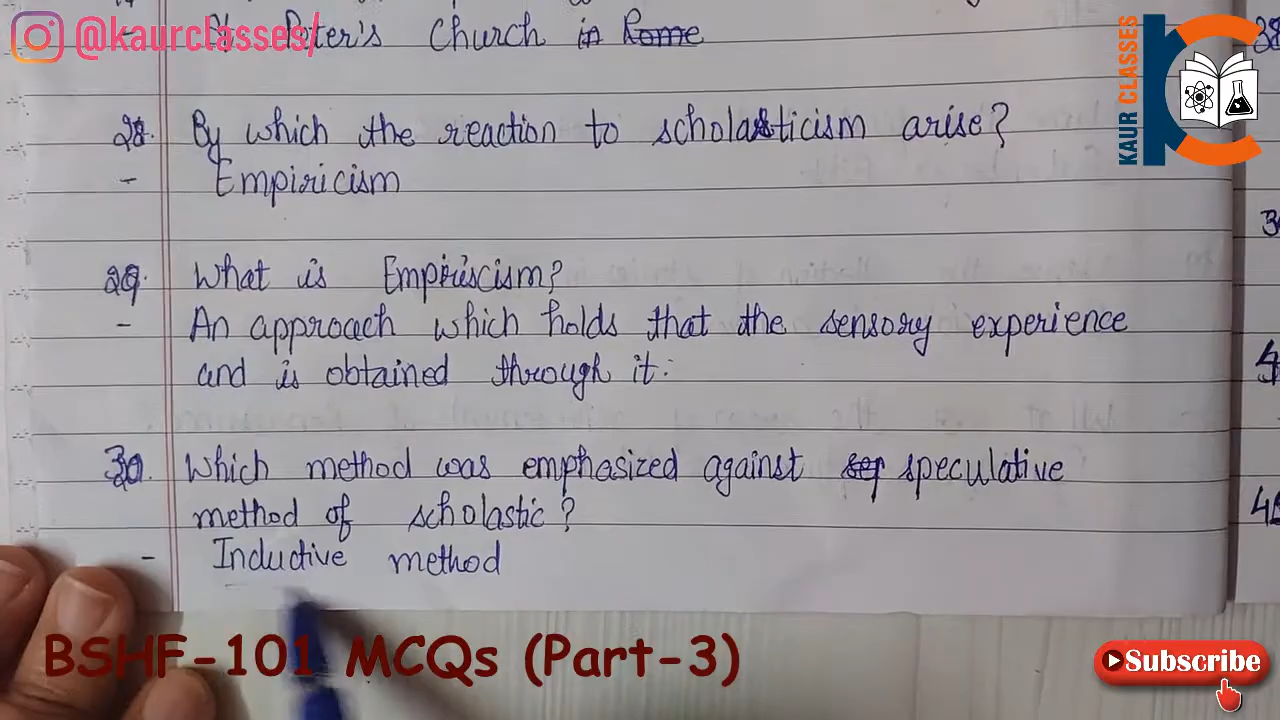 @kaurclasses/
Peter's Church in Rome
KAUR CLASSES
38
28. By which the reaction to scholasticism arise?
- Empiricism
3
29. What is Empiriscism?
- An approach which holds that the sensory experience
and is obtained through it.
30. Which method was emphasized against speculative
method of scholastic?
- Inductive method
BSHF-101 MCQs (Part-3)
Subscribe